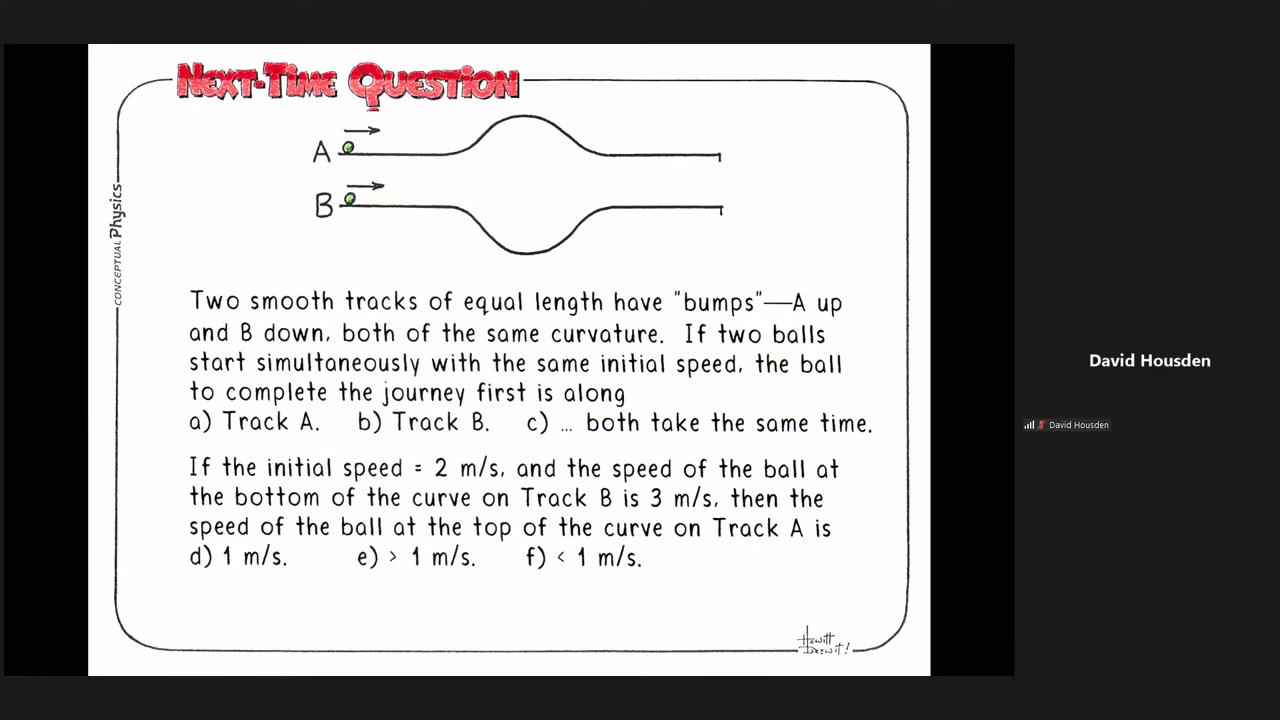 NEXT-TIME QUESTION
A
B
CONCEPTUAL Physics
Two smooth tracks of equal length have "bumps"—A up
and B down, both of the same curvature. If two balls
start simultaneously with the same initial speed, the ball
to complete the journey first is along
a) Track A. b) Track B. c) ... both take the same time.
If the initial speed = 2 m/s, and the speed of the ball at
the bottom of the curve on Track B is 3 m/s, then the
speed of the ball at the top of the curve on Track A is
d) 1 m/s. e) > 1 m/s. f) < 1 m/s.
Hewitt
Drewit!
David Housden
David Housden